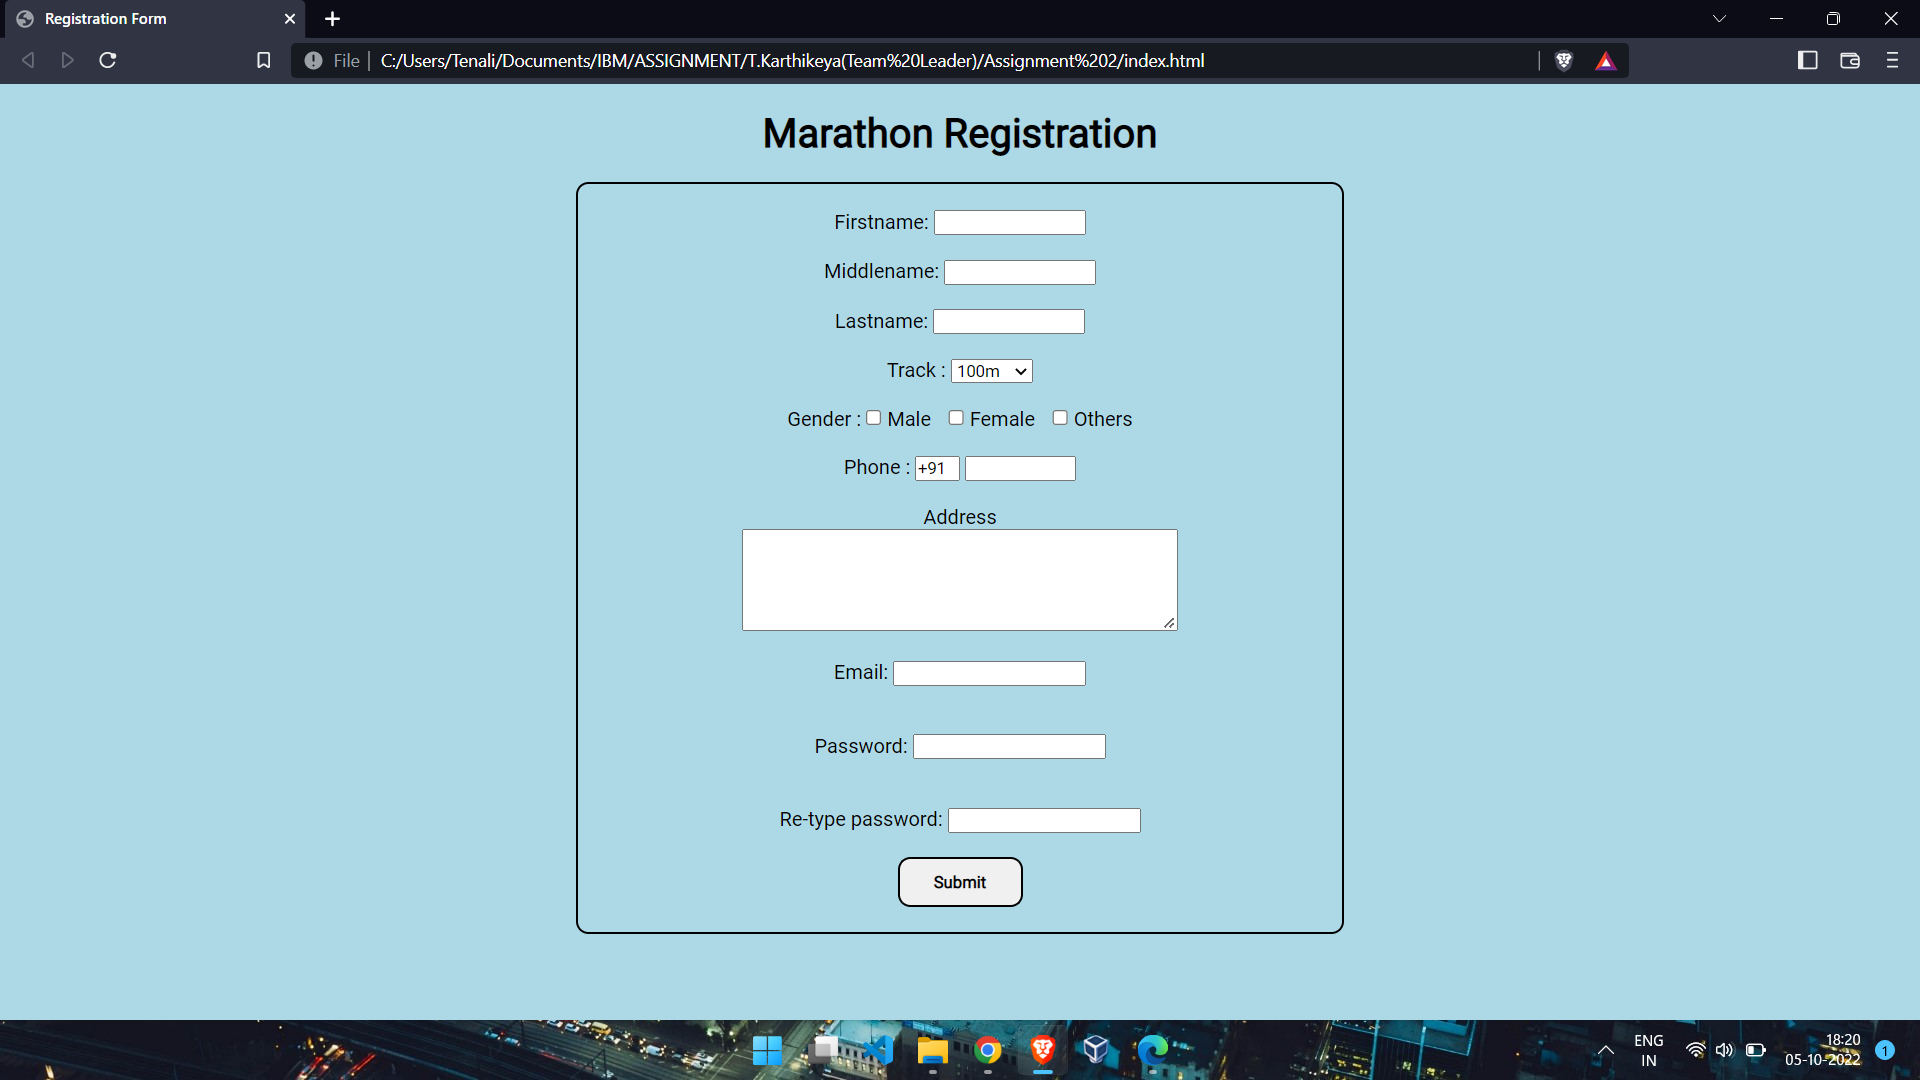 Registration Form
File | C:/Users/Tenali/Documents/IBM/ASSIGNMENT/T.Karthikeya(Team%20Leader)/Assignment%202/index.html
Marathon Registration
Firstname:
Middlename:
Lastname:
Track : 100m
Gender : Male Female Others
Phone : +91
Address
Email:
Password:
Re-type password:
Submit
ENG
IN
18:20
05-10-2022
1